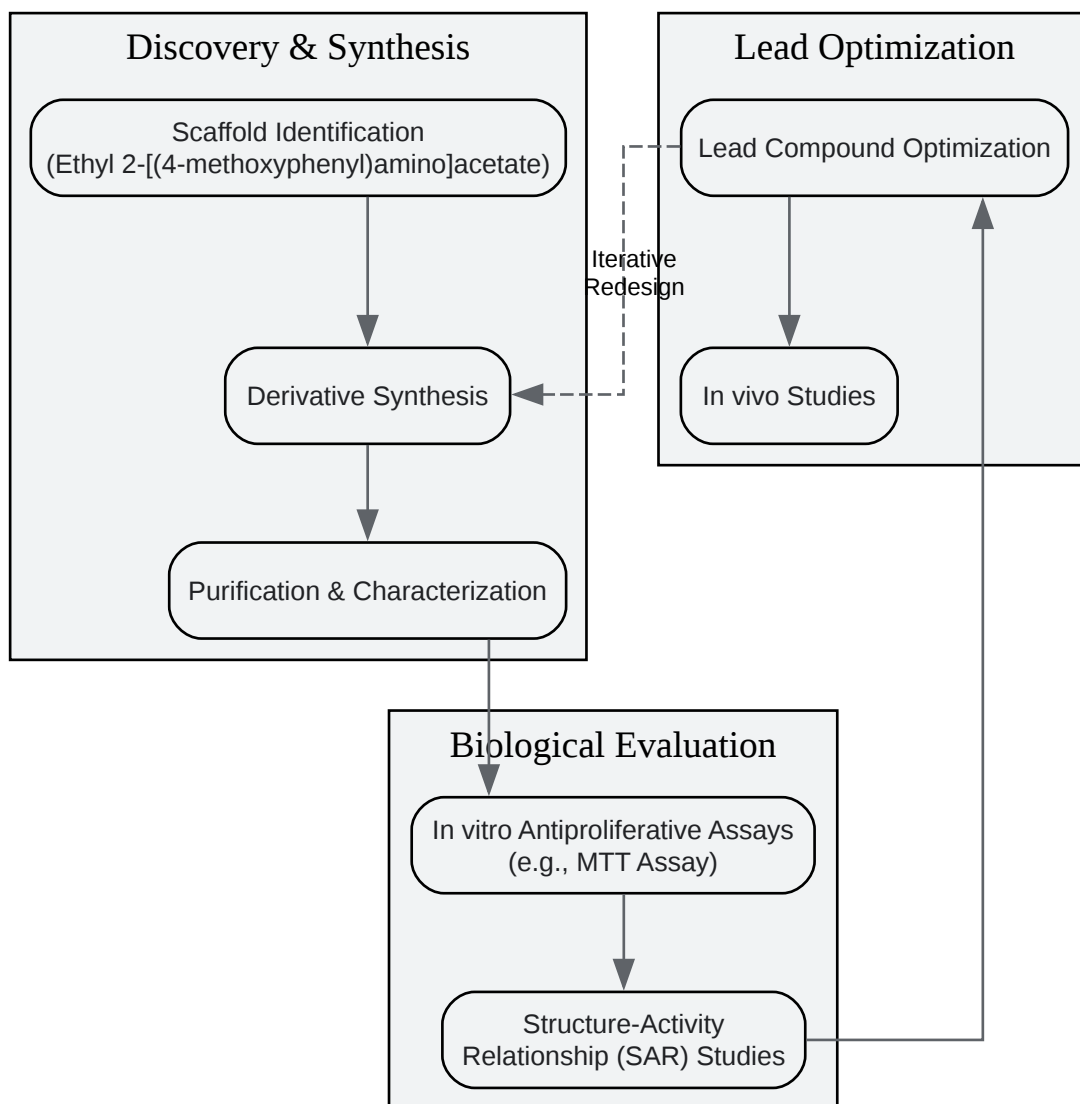 Discovery & Synthesis
Scaffold Identification
(Ethyl 2-[(4-methoxyphenyl)amino]acetate)
Derivative Synthesis
Purification & Characterization
Iterative
Redesign
Lead Optimization
Lead Compound Optimization
In vivo Studies
Biological Evaluation
In vitro Antiproliferative Assays
(e.g., MTT Assay)
Structure-Activity
Relationship (SAR) Studies